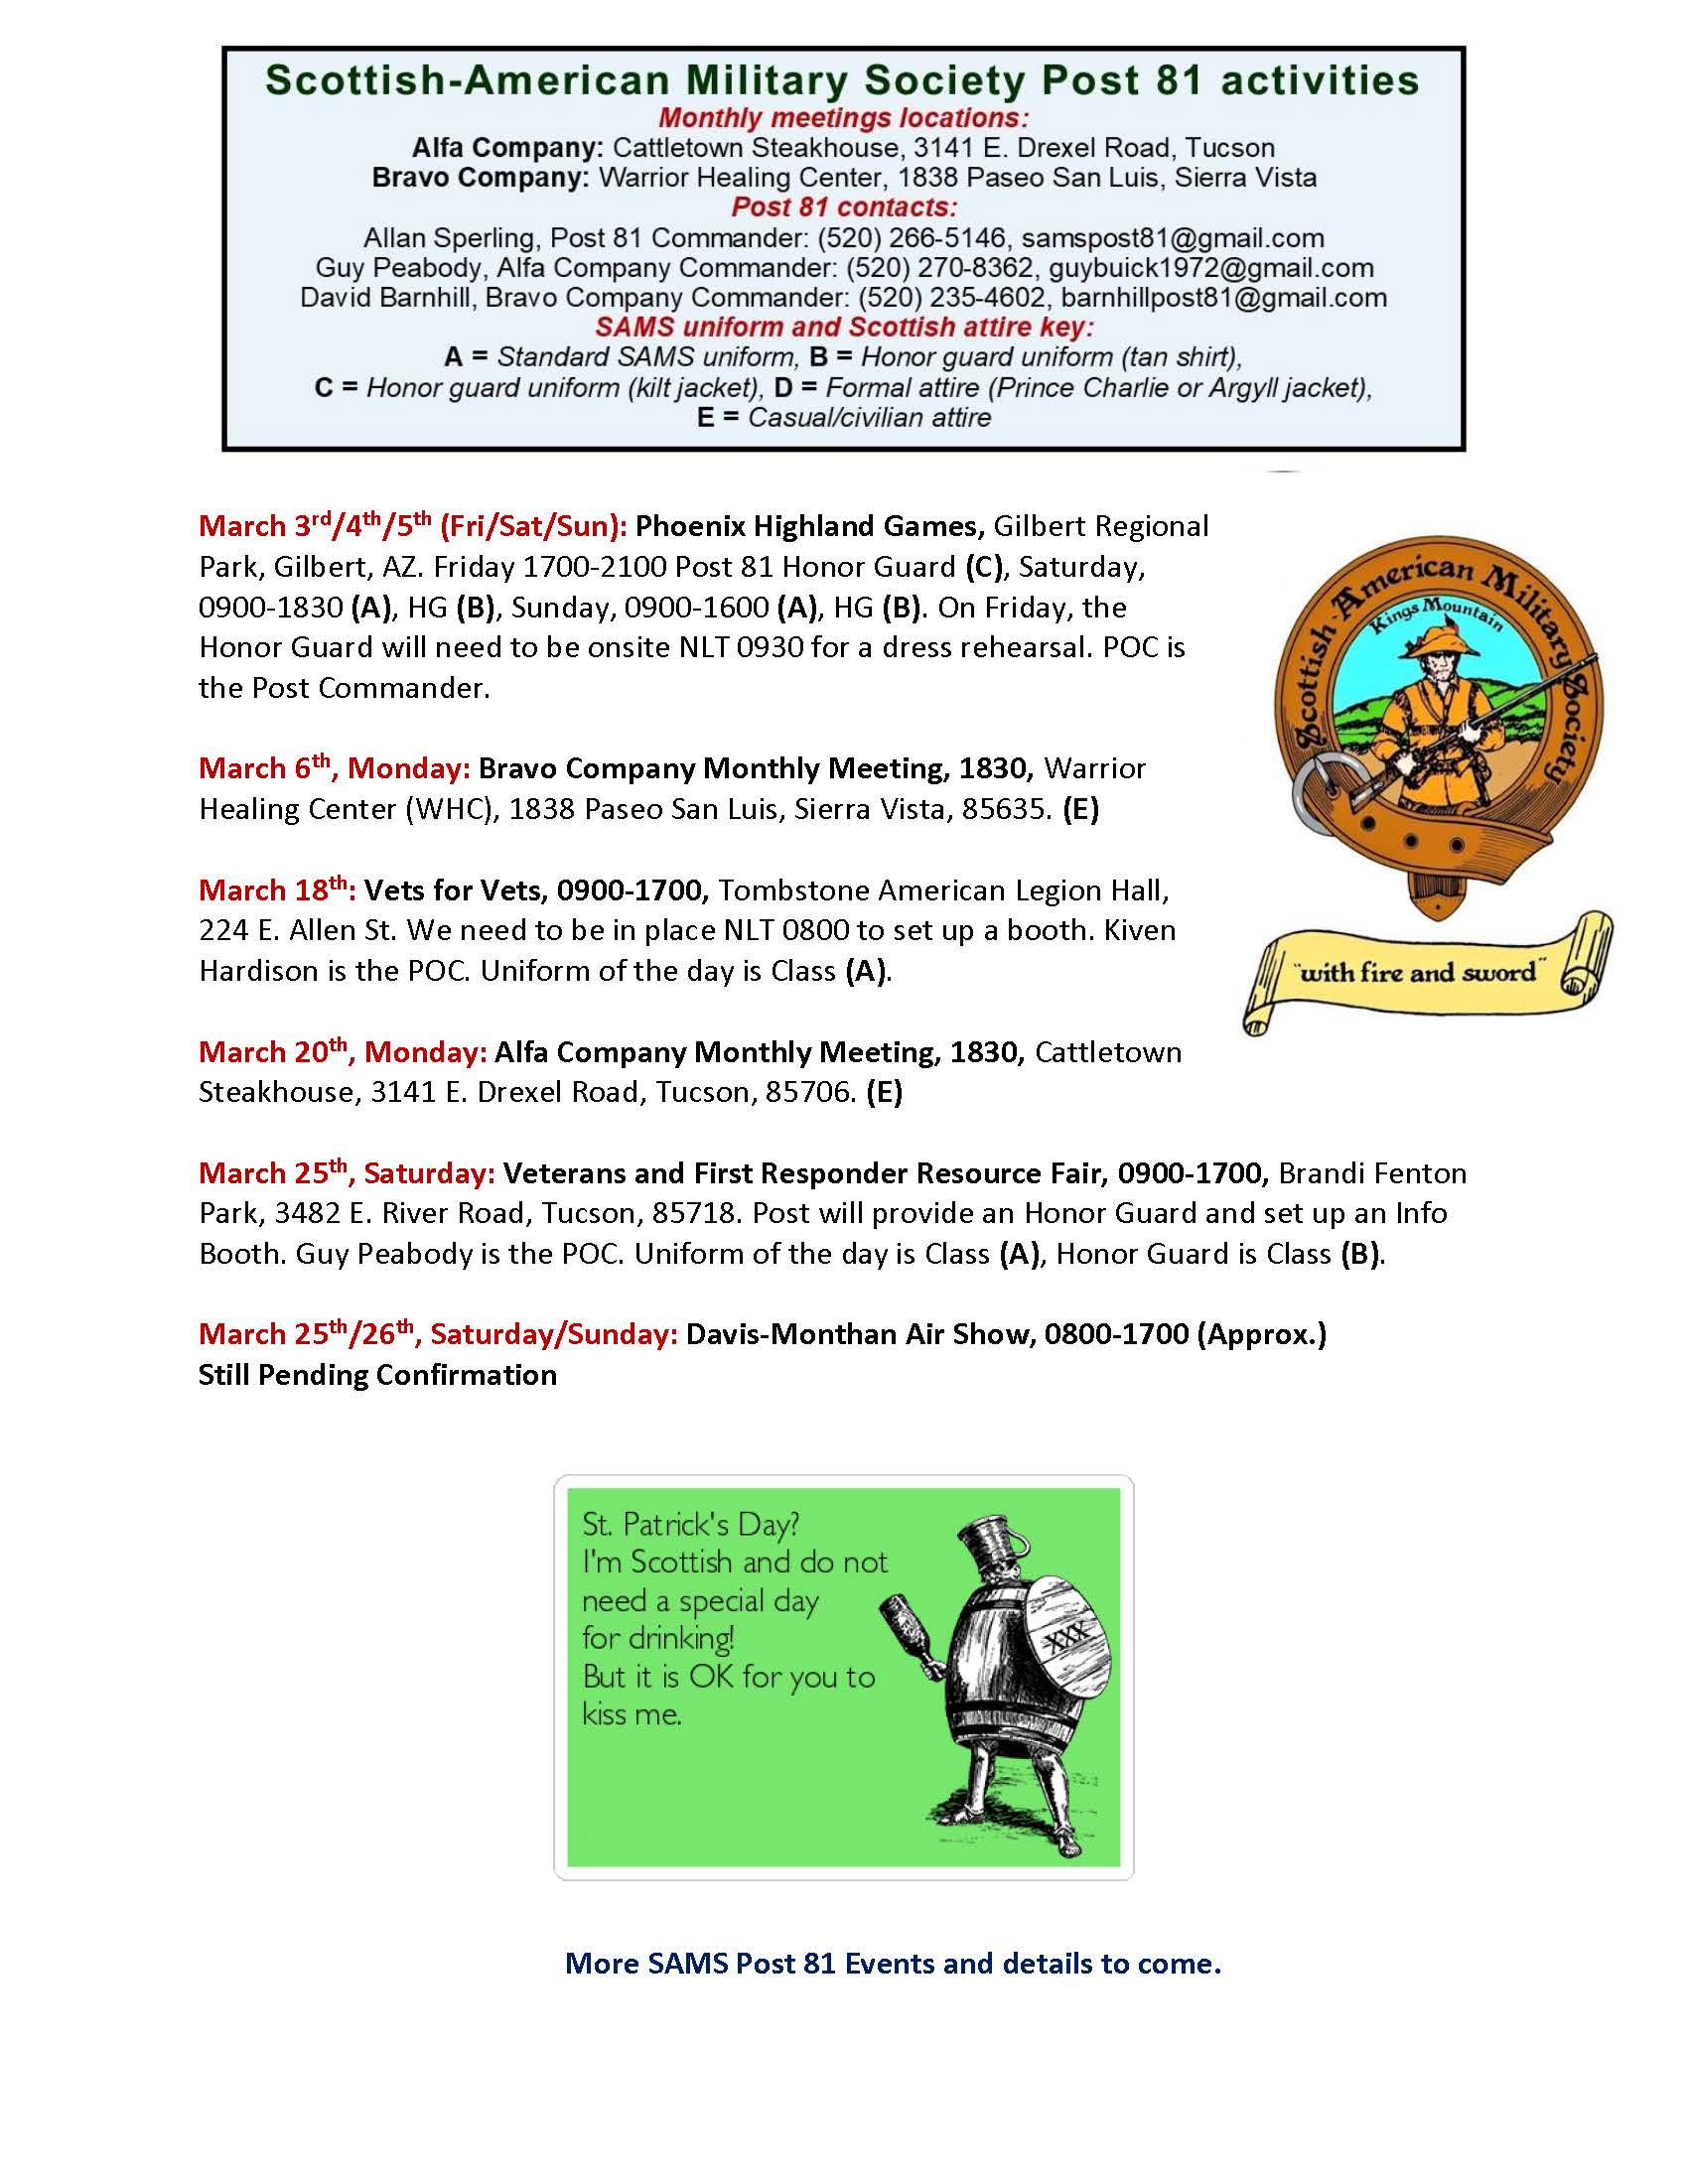 Scottish-American Military Society Post 81 activities
Monthly meetings locations:
Alfa Company: Cattletown Steakhouse, 3141 E. Drexel Road, Tucson
Bravo Company: Warrior Healing Center, 1838 Paseo San Luis, Sierra Vista
Post 81 contacts:
Allan Sperling, Post 81 Commander: (520) 266-5146, samspost81@gmail.com
Guy Peabody, Alfa Company Commander: (520) 270-8362, guybuick1972@gmail.com
David Barnhill, Bravo Company Commander: (520) 235-4602, barnhillpost81@gmail.com
SAMS uniform and Scottish attire key:
A = Standard SAMS uniform, B = Honor guard uniform (tan shirt),
C = Honor guard uniform (kilt jacket), D = Formal attire (Prince Charlie or Argyll jacket),
E = Casual/civilian attire
March 3rd/4th/5th (Fri/Sat/Sun): Phoenix Highland Games, Gilbert Regional
Park, Gilbert, AZ. Friday 1700-2100 Post 81 Honor Guard (C), Saturday,
0900-1830 (A), HG (B), Sunday, 0900-1600 (A), HG (B). On Friday, the
Honor Guard will need to be onsite NLT 0930 for a dress rehearsal. POC is
the Post Commander.
March 6th, Monday: Bravo Company Monthly Meeting, 1830, Warrior
Healing Center (WHC), 1838 Paseo San Luis, Sierra Vista, 85635. (E)
March 18th: Vets for Vets, 0900-1700, Tombstone American Legion Hall,
224 E. Allen St. We need to be in place NLT 0800 to set up a booth. Kiven
Hardison is the POC. Uniform of the day is Class (A).
March 20th, Monday: Alfa Company Monthly Meeting, 1830, Cattletown
Steakhouse, 3141 E. Drexel Road, Tucson, 85706. (E)
Scottish-American Military Society
Kings Mountain
"with fire and sword"
March 25th, Saturday: Veterans and First Responder Resource Fair, 0900-1700, Brandi Fenton
Park, 3482 E. River Road, Tucson, 85718. Post will provide an Honor Guard and set up an Info
Booth. Guy Peabody is the POC. Uniform of the day is Class (A), Honor Guard is Class (B).
March 25th/26th, Saturday/Sunday: Davis-Monthan Air Show, 0800-1700 (Approx.)
Still Pending Confirmation
St. Patrick's Day?
I'm Scottish and do not
need a special day
for drinking!
But it is OK for you to
kiss me.
XXX
More SAMS Post 81 Events and details to come.